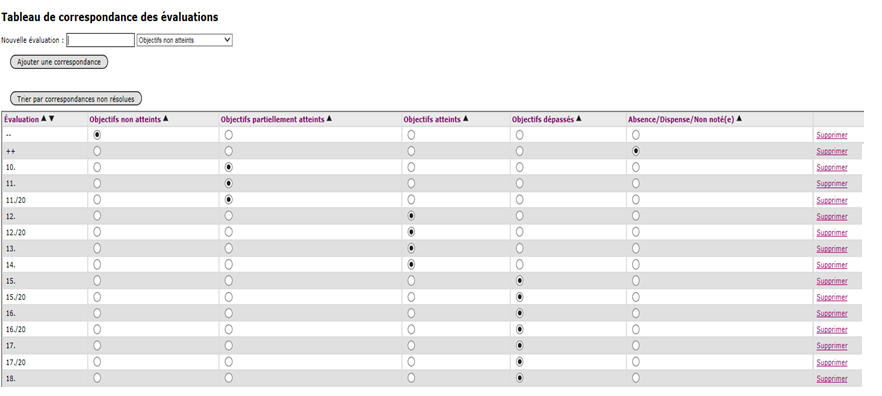 Tableau de correspondance des évaluations
Nouvelle évaluation : Objectifs non atteints
Ajouter une correspondance
Trier par correspondances non résolues
Évaluation ▲ ▼ Objectifs non atteints ▲ Objectifs partiellement atteints ▲ Objectifs atteints ▲ Objectifs dépassés ▲ Absence/Dispense/Non noté(e) ▲
-- Supprimer
++ Supprimer
10. Supprimer
11. Supprimer
11./20 Supprimer
12. Supprimer
12./20 Supprimer
13. Supprimer
14. Supprimer
15. Supprimer
15./20 Supprimer
16. Supprimer
16./20 Supprimer
17. Supprimer
17./20 Supprimer
18. Supprimer